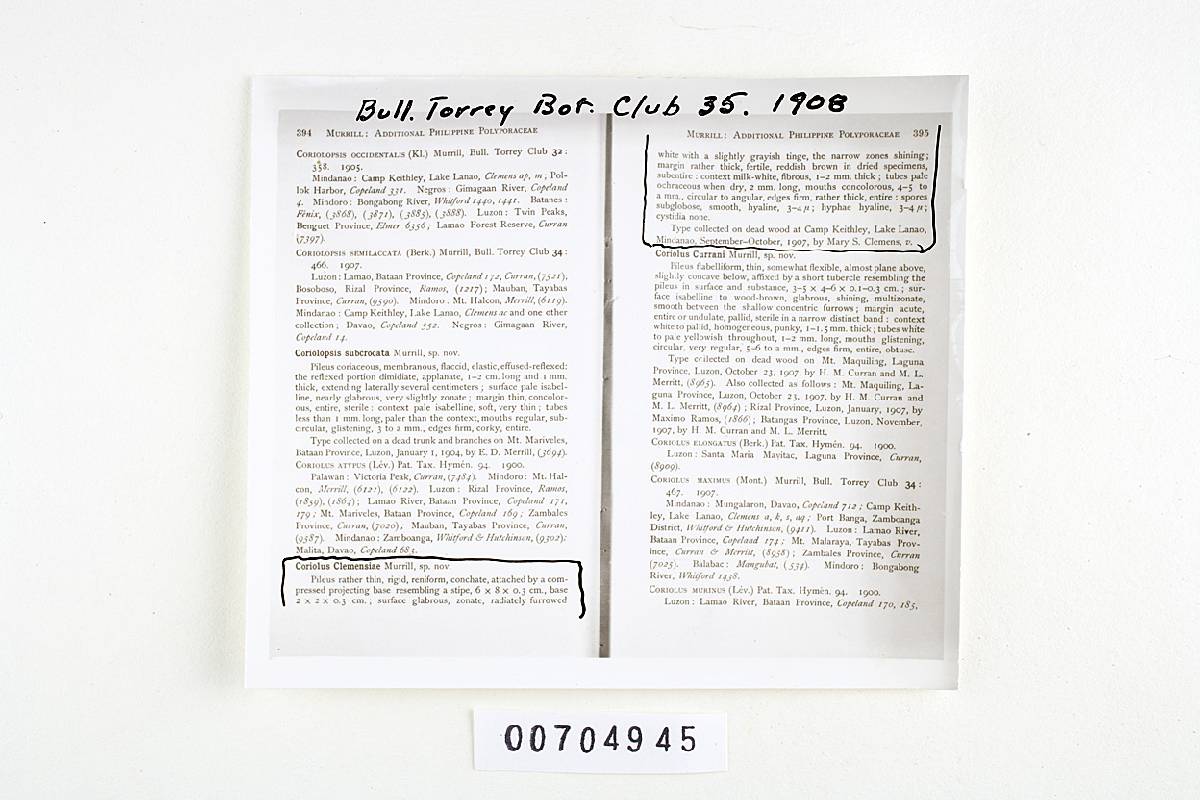 Bull. Torrey Bot. Club 35. 1908
394 MURRILL: ADDITIONAL PHILIPPINE POLYPORACEAE
CORIOLOPSIS OCCIDENTALIS (Kl.) Murrill, Bull. Torrey Club 32:
358. 1905.
Mindanao: Camp Keithley, Lake Lanao, Clemens ap, m; Pol-
lok Harbor, Copeland 331. Negros: Gimagaan River, Copeland
4. Mindoro: Bongabong River, Whitford 1440, 1441. Batanes:
Fénix, (3868), (3871), (3885), (3888). Luzon: Twin Peaks,
Benguet Province, Elmer 6356; Lamao Forest Reserve, Curran
(7397).
CORIOLOPSIS SEMILACCATA (Berk.) Murrill, Bull. Torrey Club 34:
466. 1907.
Luzon: Lamao, Bataan Province, Copeland 172, Curran, (7521),
Bosoboso, Rizal Province, Ramos, (1217); Mauban, Tayabas
Province, Curran, (9590). Mindoro: Mt. Halcon, Merrill, (6119).
Mindanao: Camp Keithley, Lake Lanao, Clemens ac and one other
collection; Davao, Copeland 352. Negros: Gimagaan River,
Copeland 14.
Coriolopsis subcrocata Murrill, sp. nov.
Pileus coriaceous, membranous, flaccid, elastic, effused-reflexed:
the reflexed portion dimidiate, applanate, 1-2 cm. long and 1 mm.
thick, extending laterally several centimeters; surface pale isabel-
line, nearly glabrous, very slightly zonate; margin thin, concolor-
ous, entire, sterile: context pale isabelline, soft, very thin; tubes
less than 1 mm. long, paler than the context, mouths regular, sub-
circular, glistening, 3 to a mm., edges firm, corky, entire.
Type collected on a dead trunk and branches on Mt. Mariveles,
Bataan Province, Luzon, January 1, 1904, by E. D. Merrill, (3694).
CORIOLUS ATYPUS (Lév.) Pat. Tax. Hymén. 94. 1900.
Palawan: Victoria Peak, Curran, (7484). Mindoro: Mt. Hal-
con, Merrill, (6122). Luzon: Rizal Province, Ramos,
(1859), (1864); Lamao River, Bataan Province, Copeland 171,
179; Mt. Mariveles, Bataan Province, Copeland 169; Zambales
Province, Curran, (7020), Mauban, Tayabas Province, Curran,
(9587). Mindanao: Zamboanga, Whitford & Hutchinson, (9302):
Malita, Davao, Copeland 683.
Coriolus Clemensiae Murrill, sp. nov
Pileus rather thin, rigid, reniform, conchate, attached by a com-
pressed projecting base resembling a stipe, 6 × 8 × 0.3 cm., base
2 × 2 × 0.3 cm.; surface glabrous, zonate, radiately furrowed
MURRILL: ADDITIONAL PHILIPPINE POLYPORACEAE 395
white with a slightly grayish tinge, the narrow zones shining;
margin rather thick, fertile, reddish brown in dried specimens,
subentire: context milk-white, fibrous, 1-2 mm. thick; tubes pale
ochraceous when dry, 2 mm. long, mouths concolorous, 4-5 to
a mm., circular to angular, edges firm, rather thick, entire: spores
subglobose, smooth, hyaline, 3-4 μ; hyphae hyaline, 3-4 μ;
cystidia none.
Type collected on dead wood at Camp Keithley, Lake Lanao,
Mindanao, September-October, 1907, by Mary S. Clemens, v.
Coriolus Currani Murrill, sp. nov.
Pileus flabelliform, thin, somewhat flexible, almost plane above,
slightly concave below, affixed by a short tubercle resembling the
pileus in surface and substance, 3-5 × 4-6 × 0.1-0.3 cm.; sur-
face isabelline to wood-brown, glabrous, shining, multizonate,
smooth between the shallow concentric furrows; margin acute,
entire or undulate, pallid, sterile in a narrow distinct band: context
white to pallid, homogeneous, punky, 1-1.5 mm. thick; tubes white
to pale yellowish throughout, 1-2 mm. long, mouths glistening,
circular, very regular, 5-6 to a mm., edges firm, entire, obtuse.
Type collected on dead wood on Mt. Maquiling, Laguna
Province, Luzon, October 23, 1907 by H. M. Curran and M. L.
Merritt, (8965). Also collected as follows: Mt. Maquiling, La-
guna Province, Luzon, October 23, 1907, by H. M. Curran and
M. L. Merritt, (8964); Rizal Province, Luzon, January, 1907, by
Maximo Ramos, (1866); Batangas Province, Luzon, November,
1907, by H. M. Curran and M. L. Merritt.
CORIOLUS ELONGATUS (Berk.) Pat. Tax. Hymén. 94. 1900.
Luzon: Santa Maria Mavitac, Laguna Province, Curran,
(8909).
CORIOLUS MAXIMUS (Mont.) Murrill, Bull. Torrey Club 34:
467. 1907.
Mindanao: Mungalaron, Davao, Copeland 712; Camp Keith-
ley, Lake Lanao, Clemens a, k, s, aq; Port Banga, Zamboanga
District, Whitford & Hutchinson, (9411). Luzon: Lamao River,
Bataan Province, Copeland 174; Mt. Malaraya, Tayabas Prov-
ince, Curran & Merritt, (8958); Zambales Province, Curran
(7025). Balabac: Mangubat, (534). Mindoro: Bongabong
River, Whitford 1438.
CORIOLUS MURINUS (Lév.) Pat. Tax. Hymén. 94. 1900.
Luzon: Lamao River, Bataan Province, Copeland 170, 185,
00704945